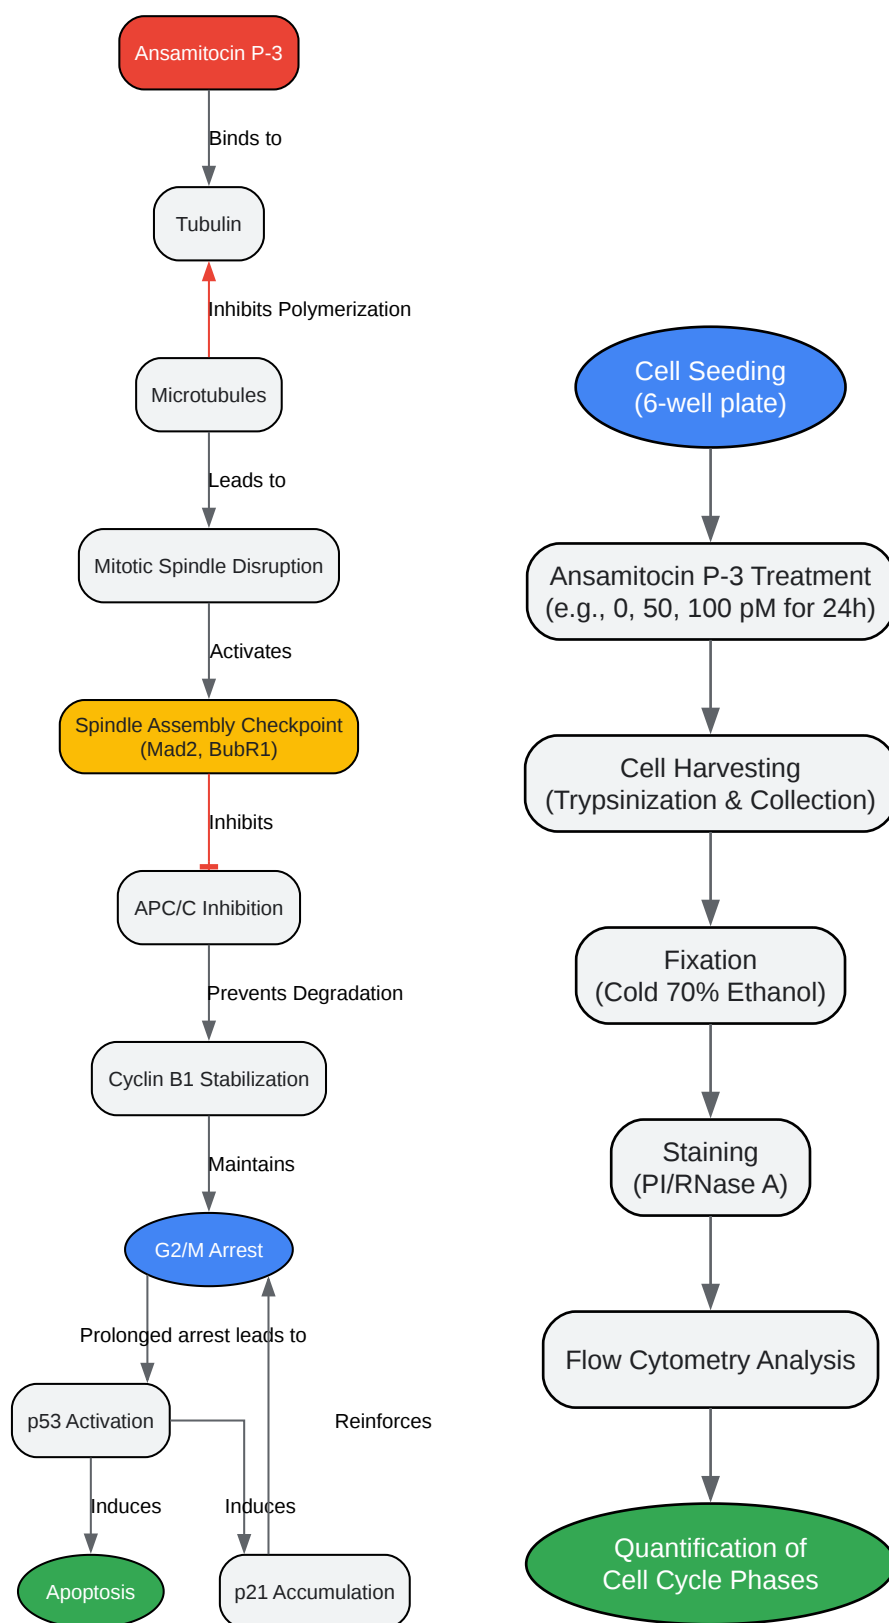 Ansamitocin P-3
Binds to
Tubulin
Inhibits Polymerization
Microtubules
Leads to
Mitotic Spindle Disruption
Activates
Spindle Assembly Checkpoint
(Mad2, BubR1)
Inhibits
APC/C Inhibition
Prevents Degradation
Cyclin B1 Stabilization
Maintains
G2/M Arrest
Prolonged arrest leads to
p53 Activation
Reinforces
Induces
Induces
Apoptosis
p21 Accumulation
Cell Seeding
(6-well plate)
Ansamitocin P-3 Treatment
(e.g., 0, 50, 100 pM for 24h)
Cell Harvesting
(Trypsinization & Collection)
Fixation
(Cold 70% Ethanol)
Staining
(PI/RNase A)
Flow Cytometry Analysis
Quantification of
Cell Cycle Phases